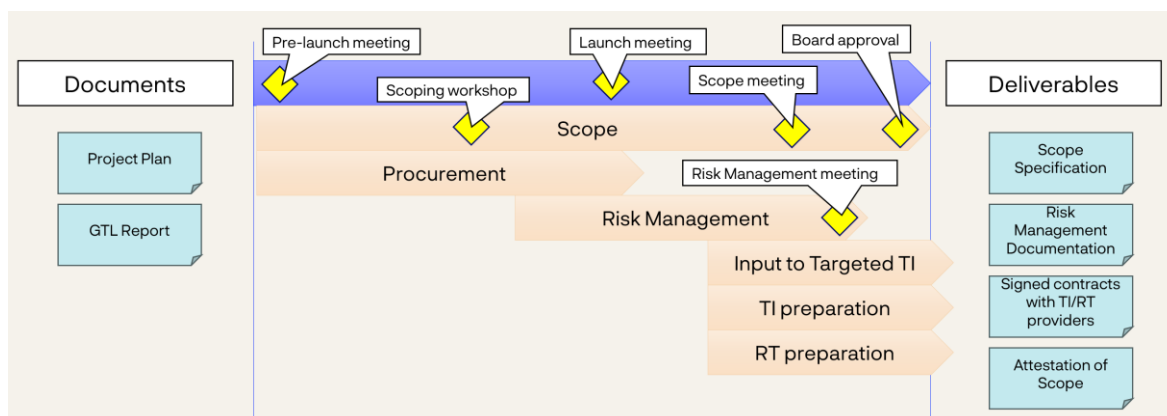 Pre-launch meeting
Launch meeting
Board approval
Documents
Scoping workshop
Scope meeting
Deliverables
Scope
Project Plan
Procurement
Risk Management meeting
Scope
Specification
GTL Report
Risk Management
Risk
Management
Documentation
Input to Targeted TI
TI preparation
Signed contracts
with TI/RT
providers
RT preparation
Attestation of
Scope